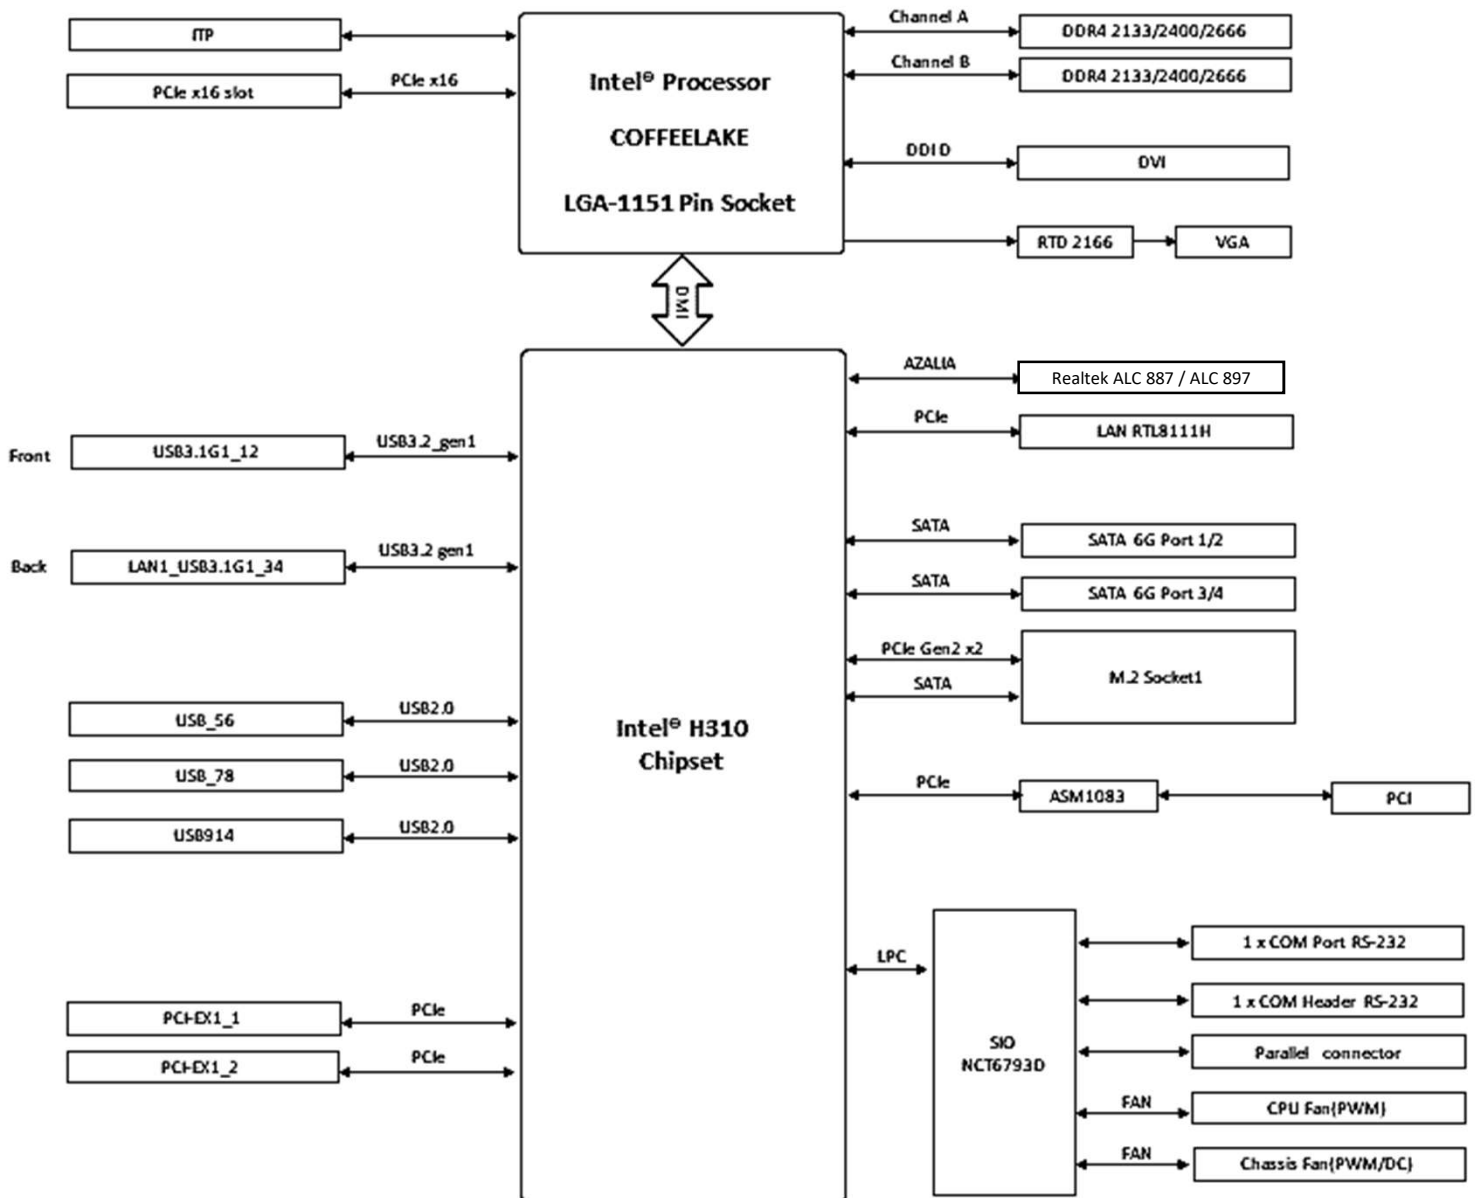 ITP
PCIe x16 slot
PCIe x16
Intel® Processor
COFFEELAKE
LGA-1151 Pin Socket
Channel A
DDR4 2133/2400/2666
Channel B
DDR4 2133/2400/2666
DDI D
DVI
RTD 2166
VGA
DMI
AZALIA
Realtek ALC 887 / ALC 897
PCIe
LAN RTL8111H
Front
USB3.1G1_12
USB3.2_gen1
Back
LAN1_USB3.1G1_34
USB3.2 gen1
SATA
SATA 6G Port 1/2
SATA
SATA 6G Port 3/4
PCIe Gen2 x2
SATA
M.2 Socket1
USB_56
USB2.0
USB_78
USB2.0
USB914
USB2.0
Intel® H310
Chipset
PCIe
ASM1083
PCI
LPC
SIO
NCT6793D
1 x COM Port RS-232
1 x COM Header RS-232
Parallel connector
FAN
CPU Fan(PWM)
FAN
Chassis Fan(PWM/DC)
PCI-EX1_1
PCIe
PCI-EX1_2
PCIe